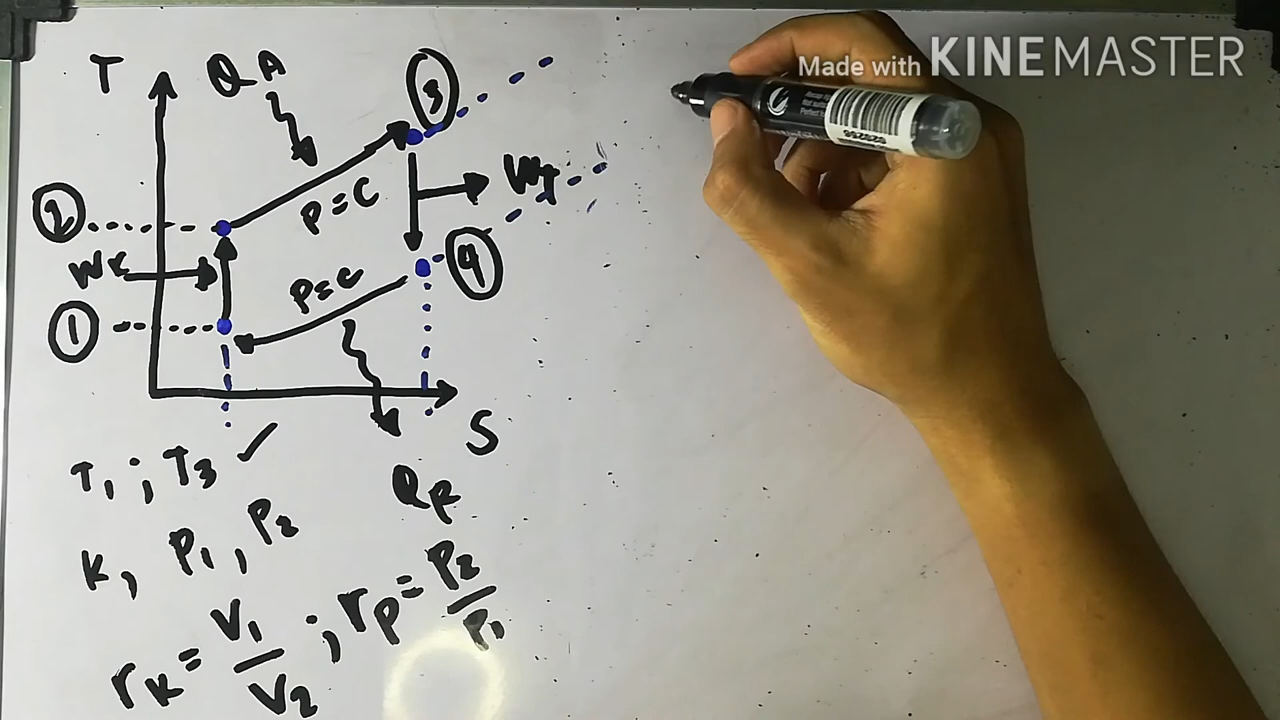 Made with KINEMASTER
T
QA
3
P=C
2
WT
WK
P=C
4
1
S
T1; T3 ✓
QR
K, P1, P2
rK= V1/V2 ; rP= P2/P1